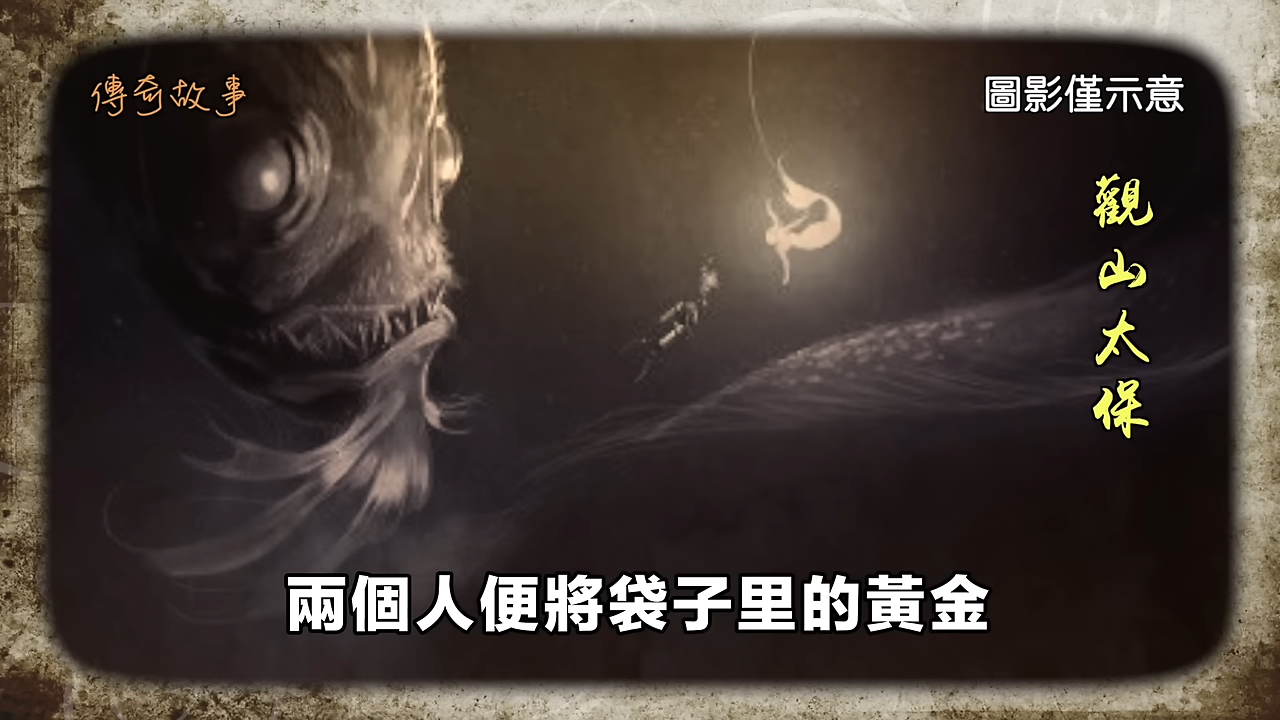 傳奇故事
圖影僅示意
觀山太保
兩個人便將袋子里的黃金